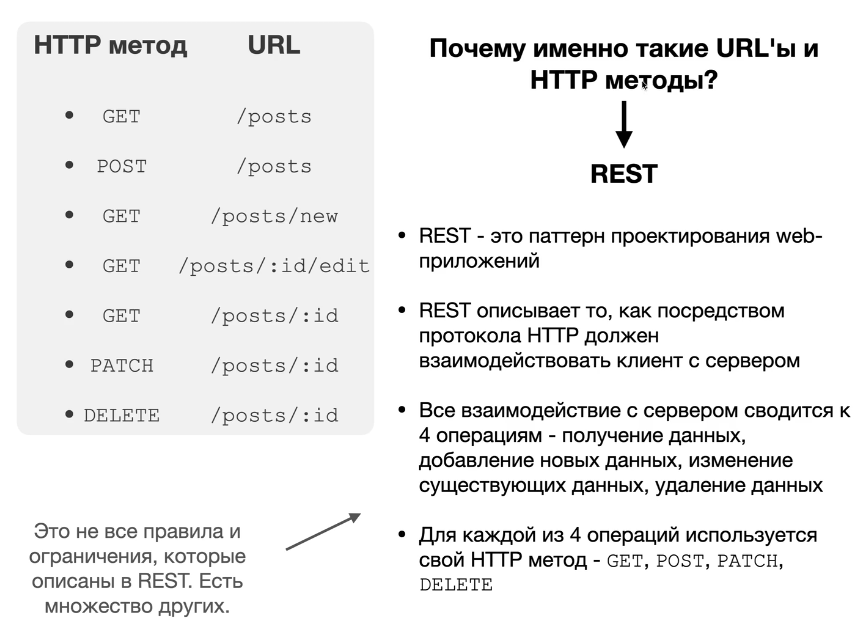 HTTP метод URL
• GET /posts
• POST /posts
• GET /posts/new
• GET /posts/:id/edit
• GET /posts/:id
• PATCH /posts/:id
• DELETE /posts/:id
Это не все правила и
ограничения, которые
описаны в REST. Есть
множество других.
Почему именно такие URL'ы и
HTTP методы?
REST
• REST - это паттерн проектирования web-
приложений
• REST описывает то, как посредством
протокола HTTP должен
взаимодействовать клиент с сервером
• Все взаимодействие с сервером сводится к
4 операциям - получение данных,
добавление новых данных, изменение
существующих данных, удаление данных
• Для каждой из 4 операций используется
свой HTTP метод - GET, POST, PATCH,
DELETE